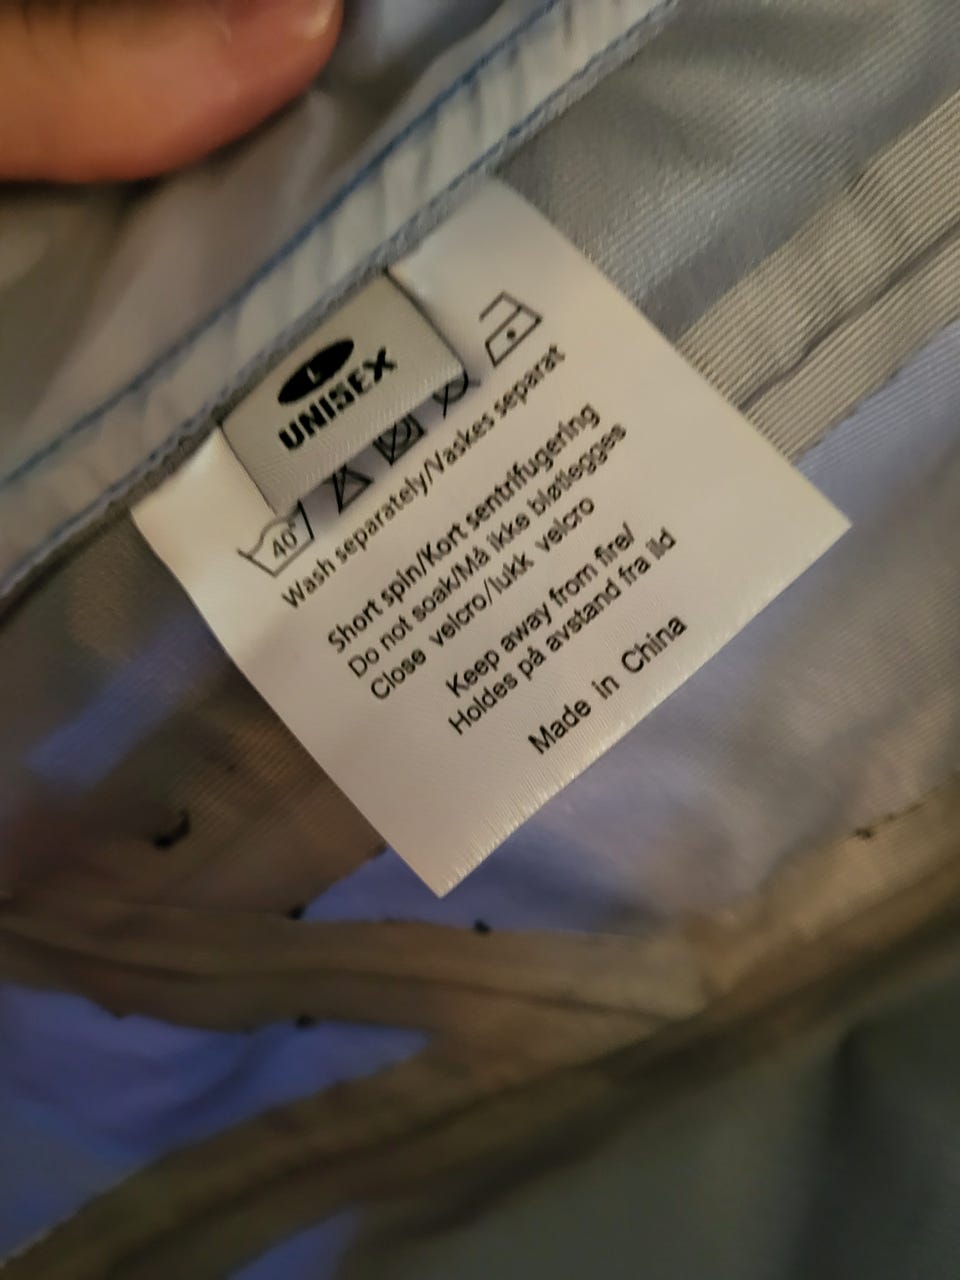 L
UNISEX
40°
Wash separately/Vaskes separat
Short spin/Kort sentrifugering
Do not soak/Må ikke bløtlegges
Close velcro/lukk velcro
Keep away from fire/
Holdes på avstand fra ild
Made in China